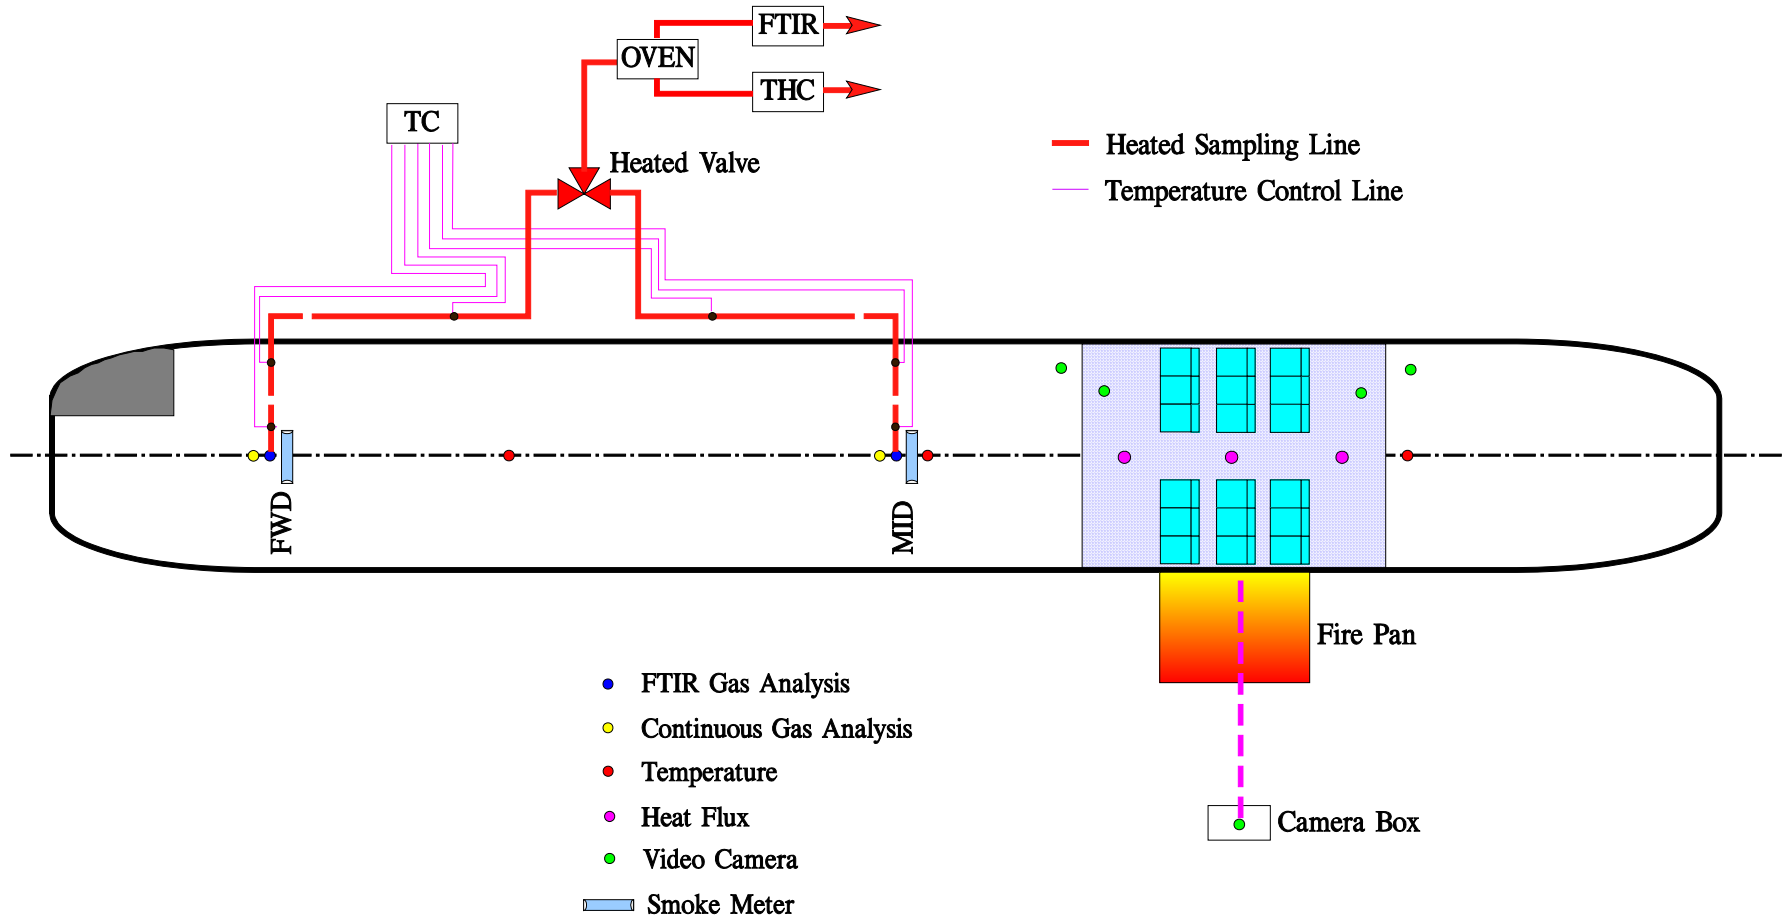 FTIR
OVEN
THC
TC
Heated Valve
Heated Sampling Line
Temperature Control Line
FWD
MID
Fire Pan
FTIR Gas Analysis
Continuous Gas Analysis
Temperature
Heat Flux
Camera Box
Video Camera
Smoke Meter